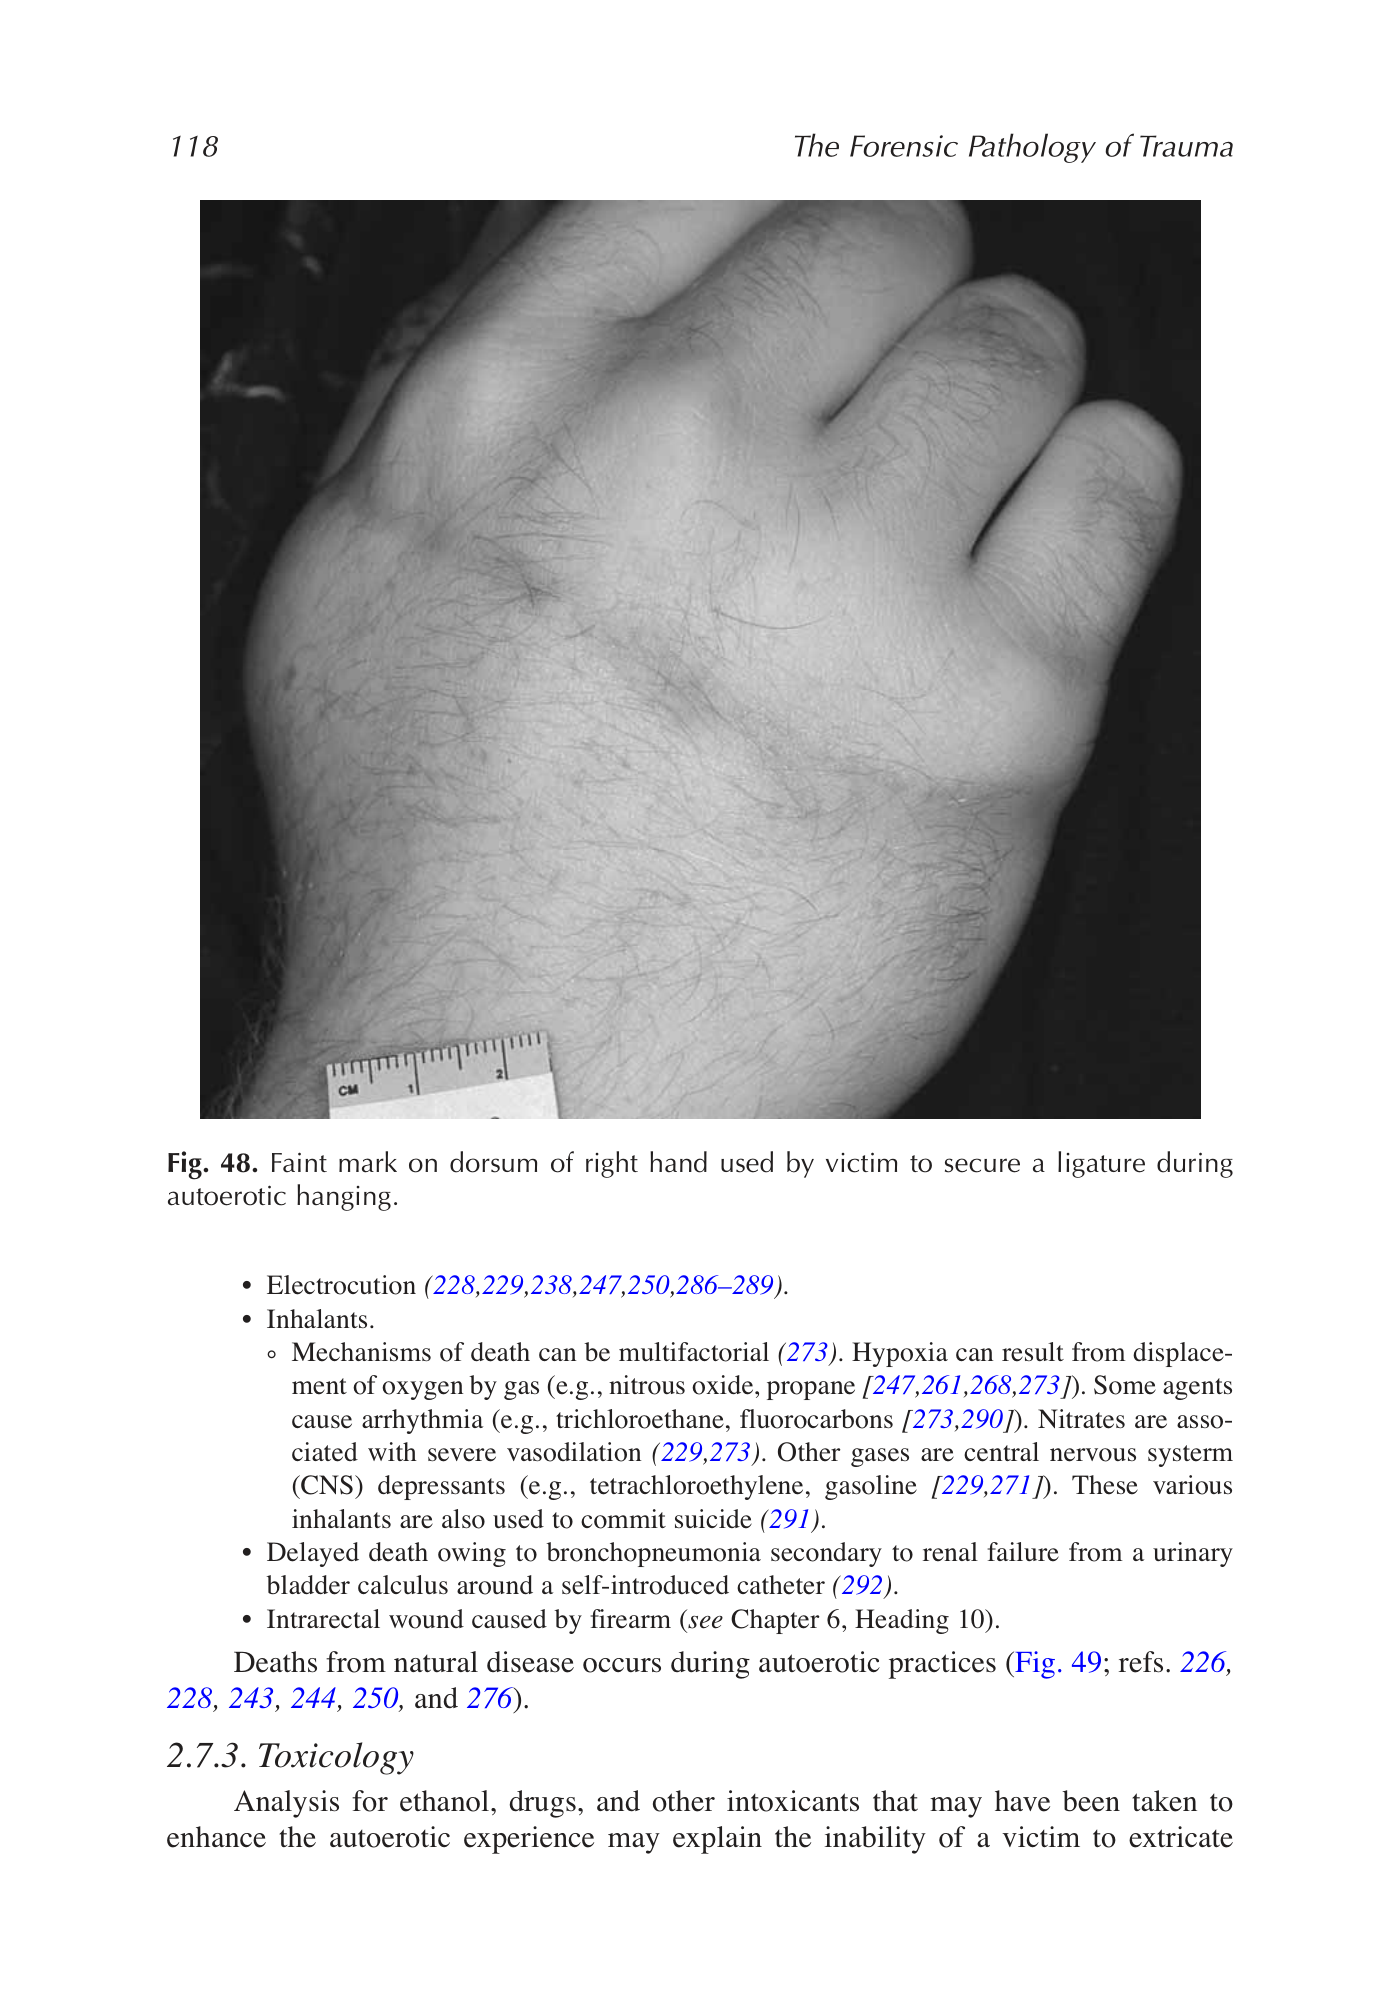 118
The Forensic Pathology of Trauma
CM 1 2
Fig. 48. Faint mark on dorsum of right hand used by victim to secure a ligature during
autoerotic hanging.
• Electrocution (228,229,238,247,250,286–289).
• Inhalants.
◦ Mechanisms of death can be multifactorial (273). Hypoxia can result from displace-
ment of oxygen by gas (e.g., nitrous oxide, propane [247,261,268,273]). Some agents
cause arrhythmia (e.g., trichloroethane, fluorocarbons [273,290]). Nitrates are asso-
ciated with severe vasodilation (229,273). Other gases are central nervous systerm
(CNS) depressants (e.g., tetrachloroethylene, gasoline [229,271]). These various
inhalants are also used to commit suicide (291).
• Delayed death owing to bronchopneumonia secondary to renal failure from a urinary
bladder calculus around a self-introduced catheter (292).
• Intrarectal wound caused by firearm (see Chapter 6, Heading 10).
Deaths from natural disease occurs during autoerotic practices (Fig. 49; refs. 226,
228, 243, 244, 250, and 276).
2.7.3. Toxicology
Analysis for ethanol, drugs, and other intoxicants that may have been taken to
enhance the autoerotic experience may explain the inability of a victim to extricate